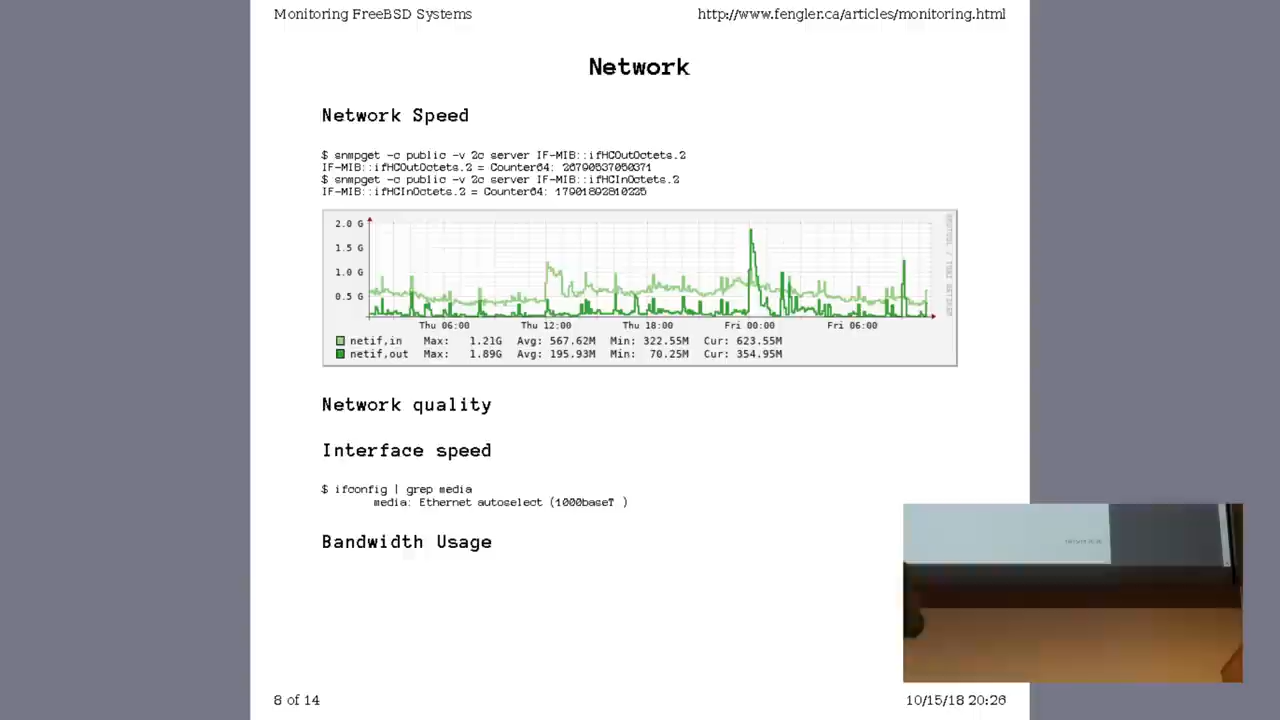 Monitoring FreeBSD Systems
http://www.fengler.ca/articles/monitoring.html
Network
Network Speed
$ snmpget -c public -v 2c server IF-MIB::ifHCOutOctets.2
IF-MIB::ifHCOutOctets.2 = Counter64: 26790537050371
$ snmpget -c public -v 2c server IF-MIB::ifHCInOctets.2
IF-MIB::ifHCInOctets.2 = Counter64: 17901892810225
2.0 G
1.5 G
1.0 G
0.5 G
Thu 06:00 Thu 12:00 Thu 18:00 Fri 00:00 Fri 06:00
netif,in Max: 1.21G Avg: 567.62M Min: 322.55M Cur: 623.55M
netif,out Max: 1.89G Avg: 195.93M Min: 70.25M Cur: 354.95M
Network quality
Interface speed
$ ifconfig | grep media
media: Ethernet autoselect (1000baseT )
Bandwidth Usage
8 of 14
10/15/18 20:26